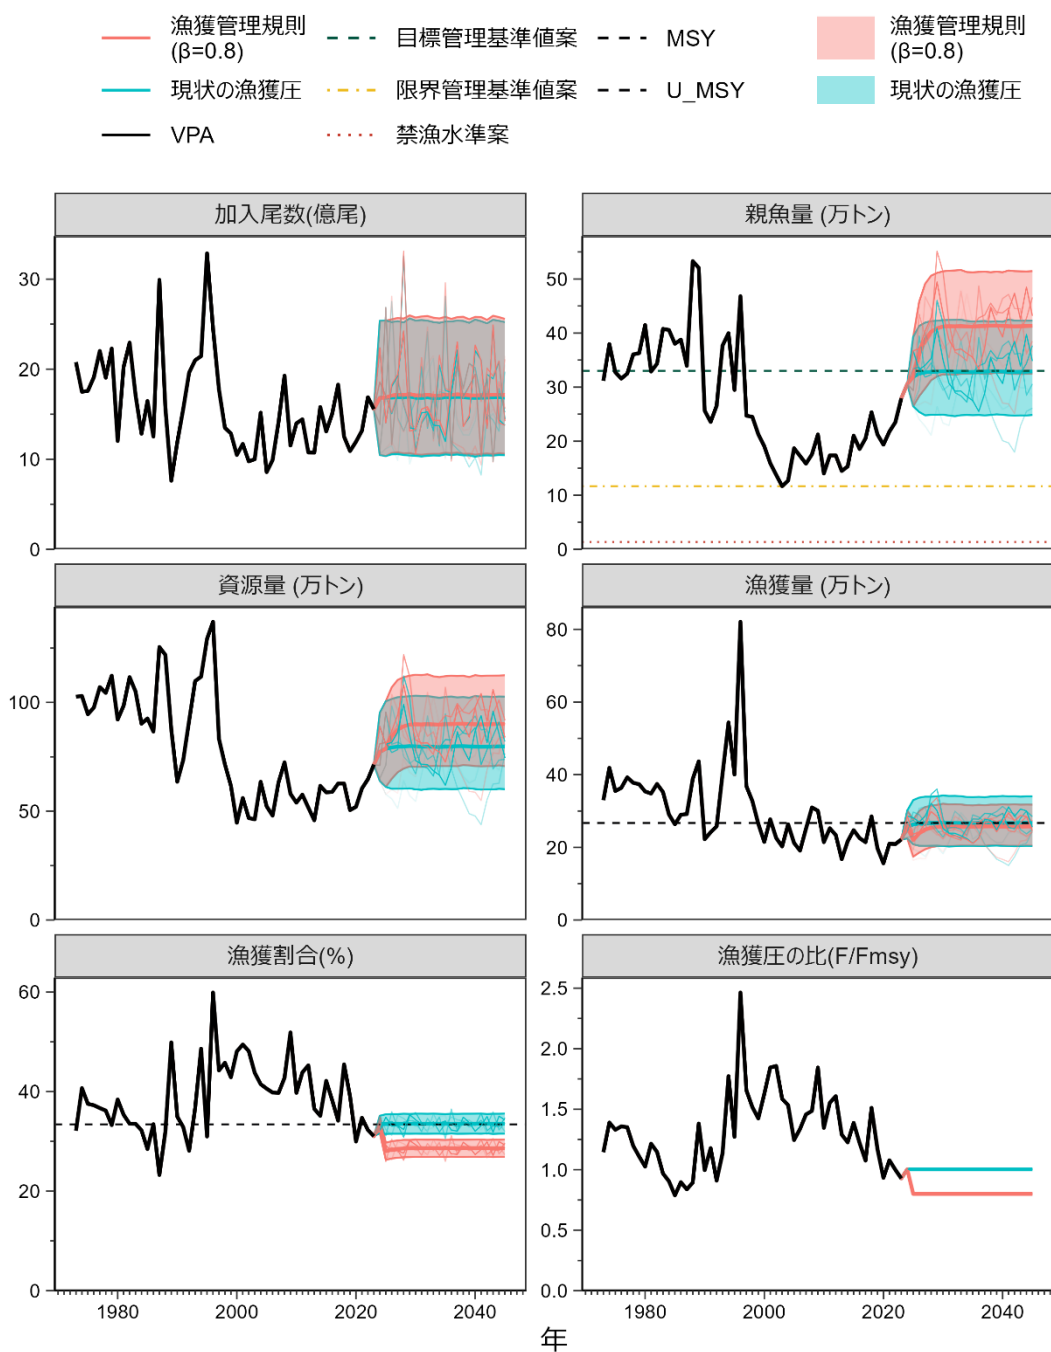 漁獲管理規則
(β=0.8)
現状の漁獲圧
VPA
目標管理基準値案
限界管理基準値案
禁漁水準案
MSY
U_MSY
漁獲管理規則
(β=0.8)
現状の漁獲圧
加入尾数(億尾)
30
20
10
0
親魚量 (万トン)
50
40
30
20
10
0
資源量 (万トン)
100
50
0
漁獲量 (万トン)
80
60
40
20
0
漁獲割合(%)
60
40
20
0
1980 2000 2020 2040
漁獲圧の比(F/Fmsy)
2.5
2.0
1.5
1.0
0.5
0.0
1980 2000 2020 2040
年